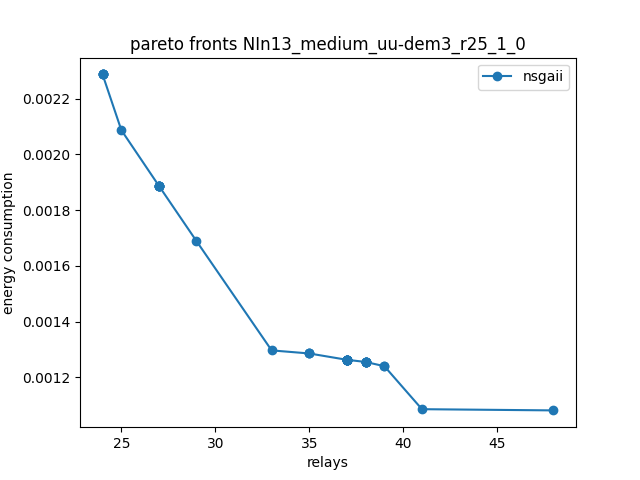 pareto fronts NIn13_medium_uu-dem3_r25_1_0
nsgaii
energy consumption
0.0022
0.0020
0.0018
0.0016
0.0014
0.0012
25 30 35 40 45
relays